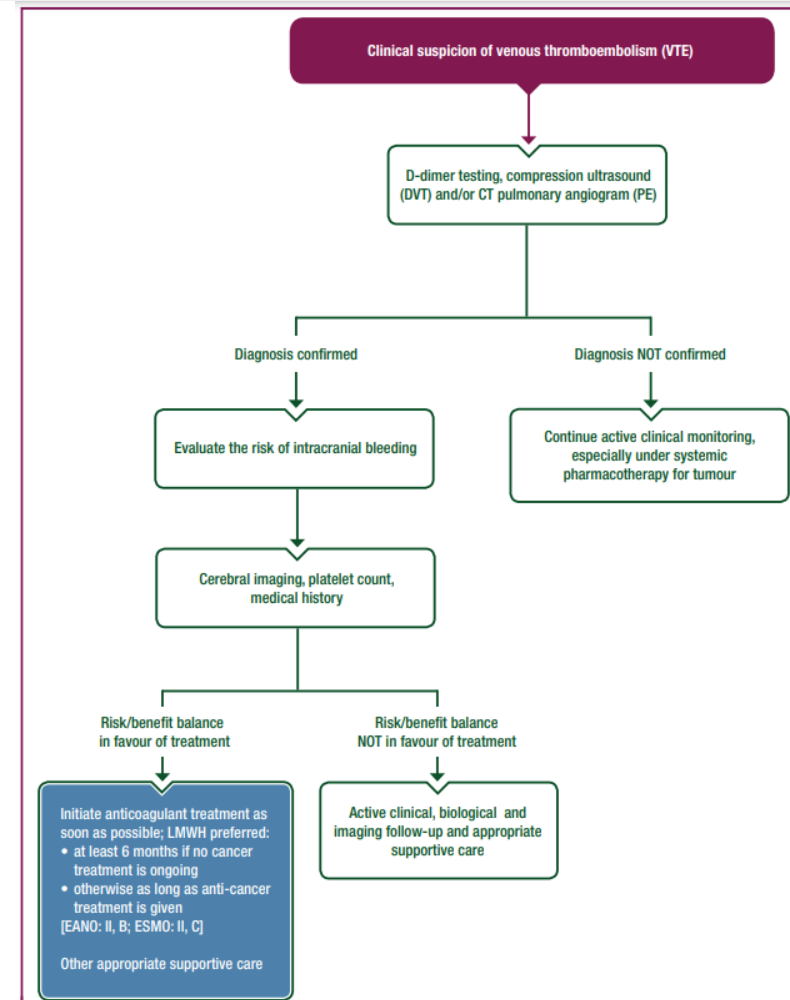 Clinical suspicion of venous thromboembolism (VTE)
D-dimer testing, compression ultrasound
(DVT) and/or CT pulmonary angiogram (PE)
Diagnosis confirmed
Diagnosis NOT confirmed
Evaluate the risk of intracranial bleeding
Continue active clinical monitoring,
especially under systemic
pharmacotherapy for tumour
Cerebral imaging, platelet count,
medical history
Risk/benefit balance
in favour of treatment
Risk/benefit balance
NOT in favour of treatment
Initiate anticoagulant treatment as
soon as possible; LMWH preferred:
• at least 6 months if no cancer
treatment is ongoing
• otherwise as long as anti-cancer
treatment is given
[EANO: II, B; ESMO: II, C]
Other appropriate supportive care
Active clinical, biological and
imaging follow-up and appropriate
supportive care